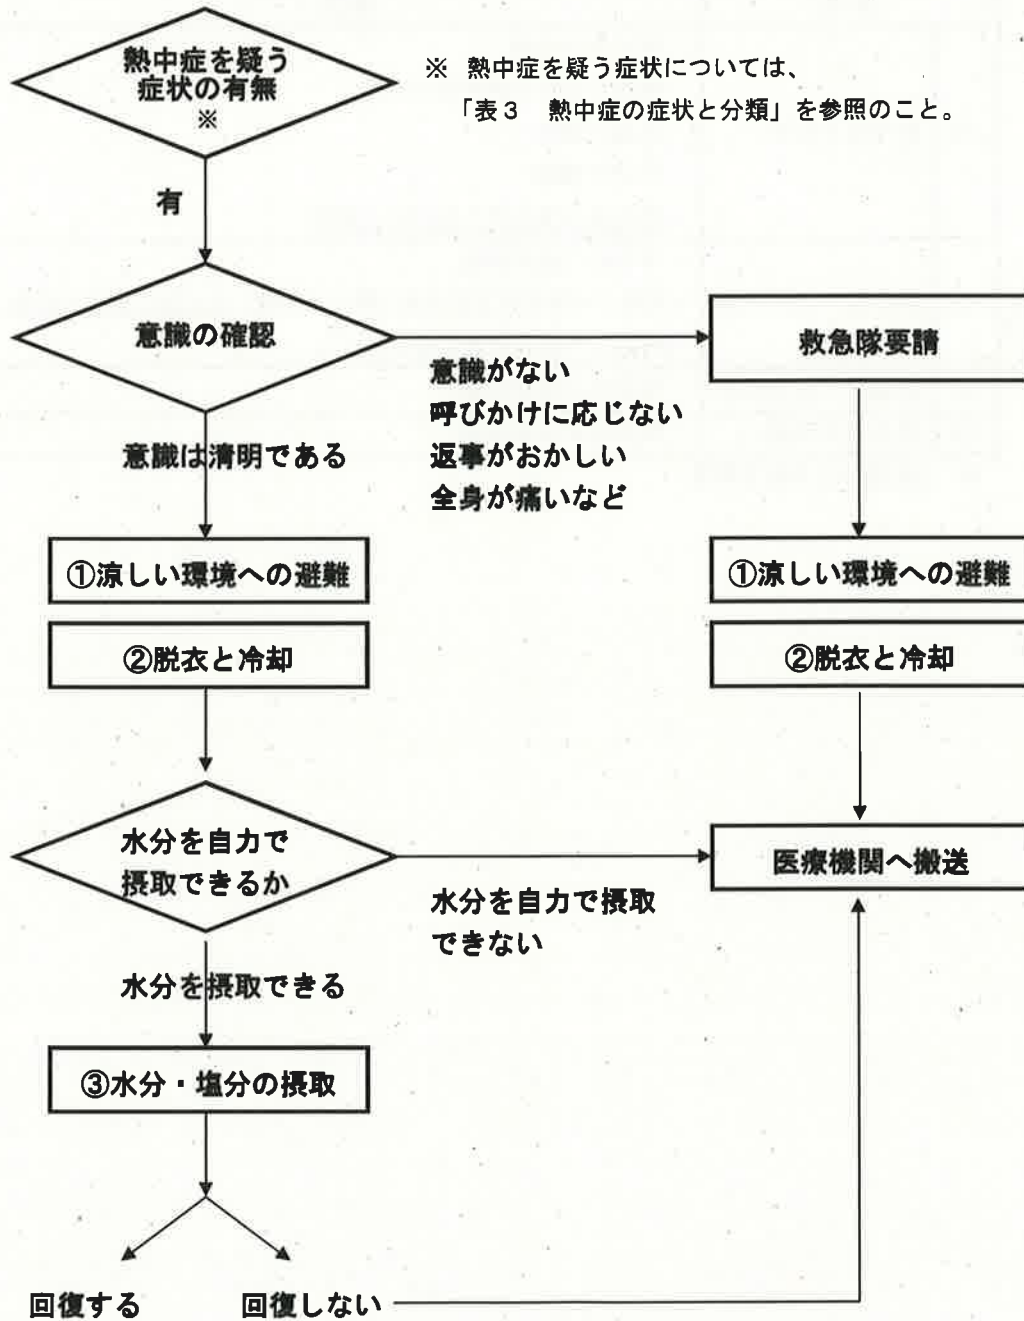 熱中症を疑う
症状の有無
※
※ 熱中症を疑う症状については、
「表3 熱中症の症状と分類」を参照のこと。
有
意識の確認
救急隊要請
意識がない
呼びかけに応じない
返事がおかしい
全身が痛いなど
意識は清明である
①涼しい環境への避難
①涼しい環境への避難
②脱衣と冷却
②脱衣と冷却
水分を自力で
摂取できるか
医療機関へ搬送
水分を自力で摂取
できない
水分を摂取できる
③水分・塩分の摂取
回復する
回復しない